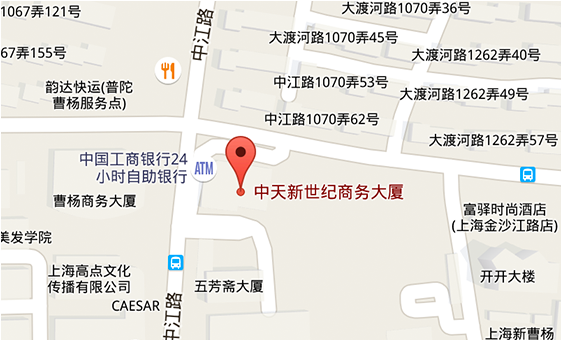 1067弄121号
中江路
大渡河路1070弄36号
大渡河路1070弄45号
1067弄155号
大渡河路1262弄40号
韵达快运(普陀
曹杨服务点)
中江路1070弄53号
大渡河路1262弄49号
中江路1070弄62号
大渡河路1262弄57号
中国工商银行24
小时自助银行
ATM
中天新世纪商务大厦
曹杨商务大厦
富驿时尚酒店
(上海金沙江路店)
美发学院
上海高点文化
传播有限公司
五芳斋大厦
开开大楼
CAESAR
中江路
上海新曹杨